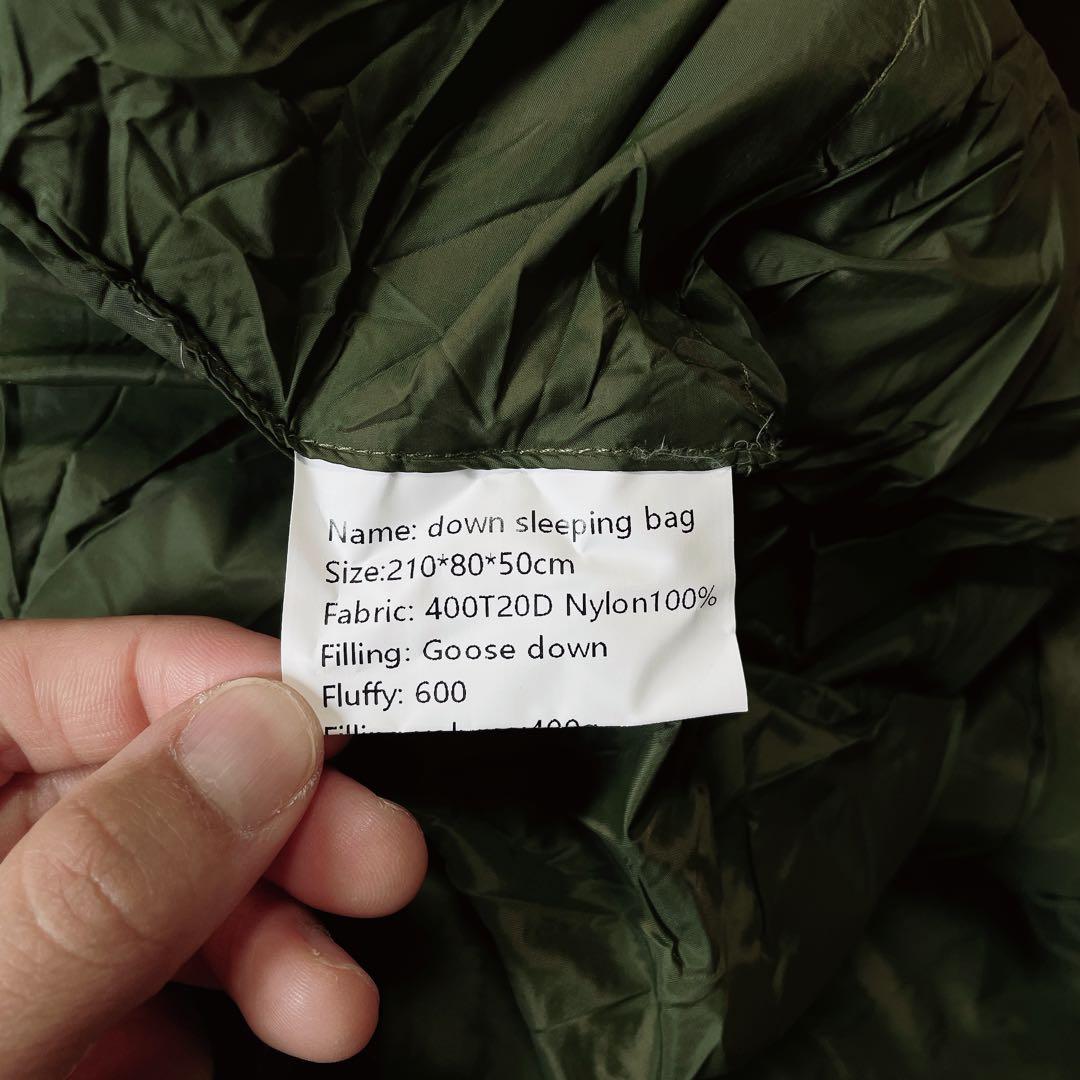 Name: down sleeping bag
Size:210*80*50cm
Fabric: 400T20D Nylon100%
Filling: Goose down
Fluffy: 600